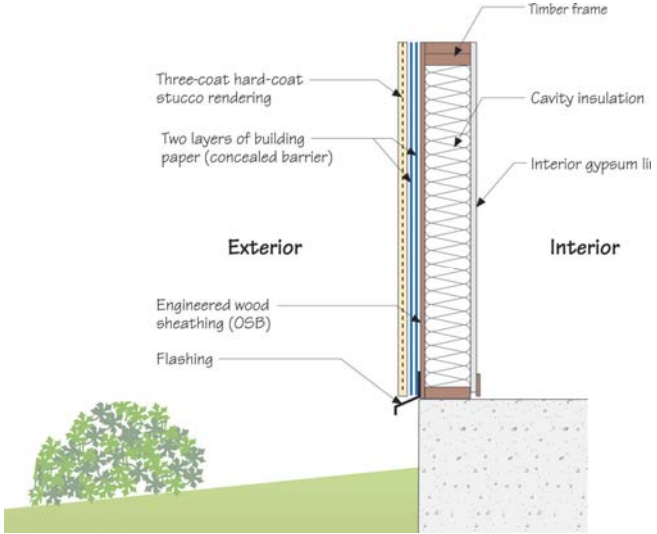 Timber frame
Three-coat hard-coat
stucco rendering
Cavity insulation
Two layers of building
paper (concealed barrier)
Interior gypsum
Exterior
Interior
Engineered wood
sheathing (OSB)
Flashing